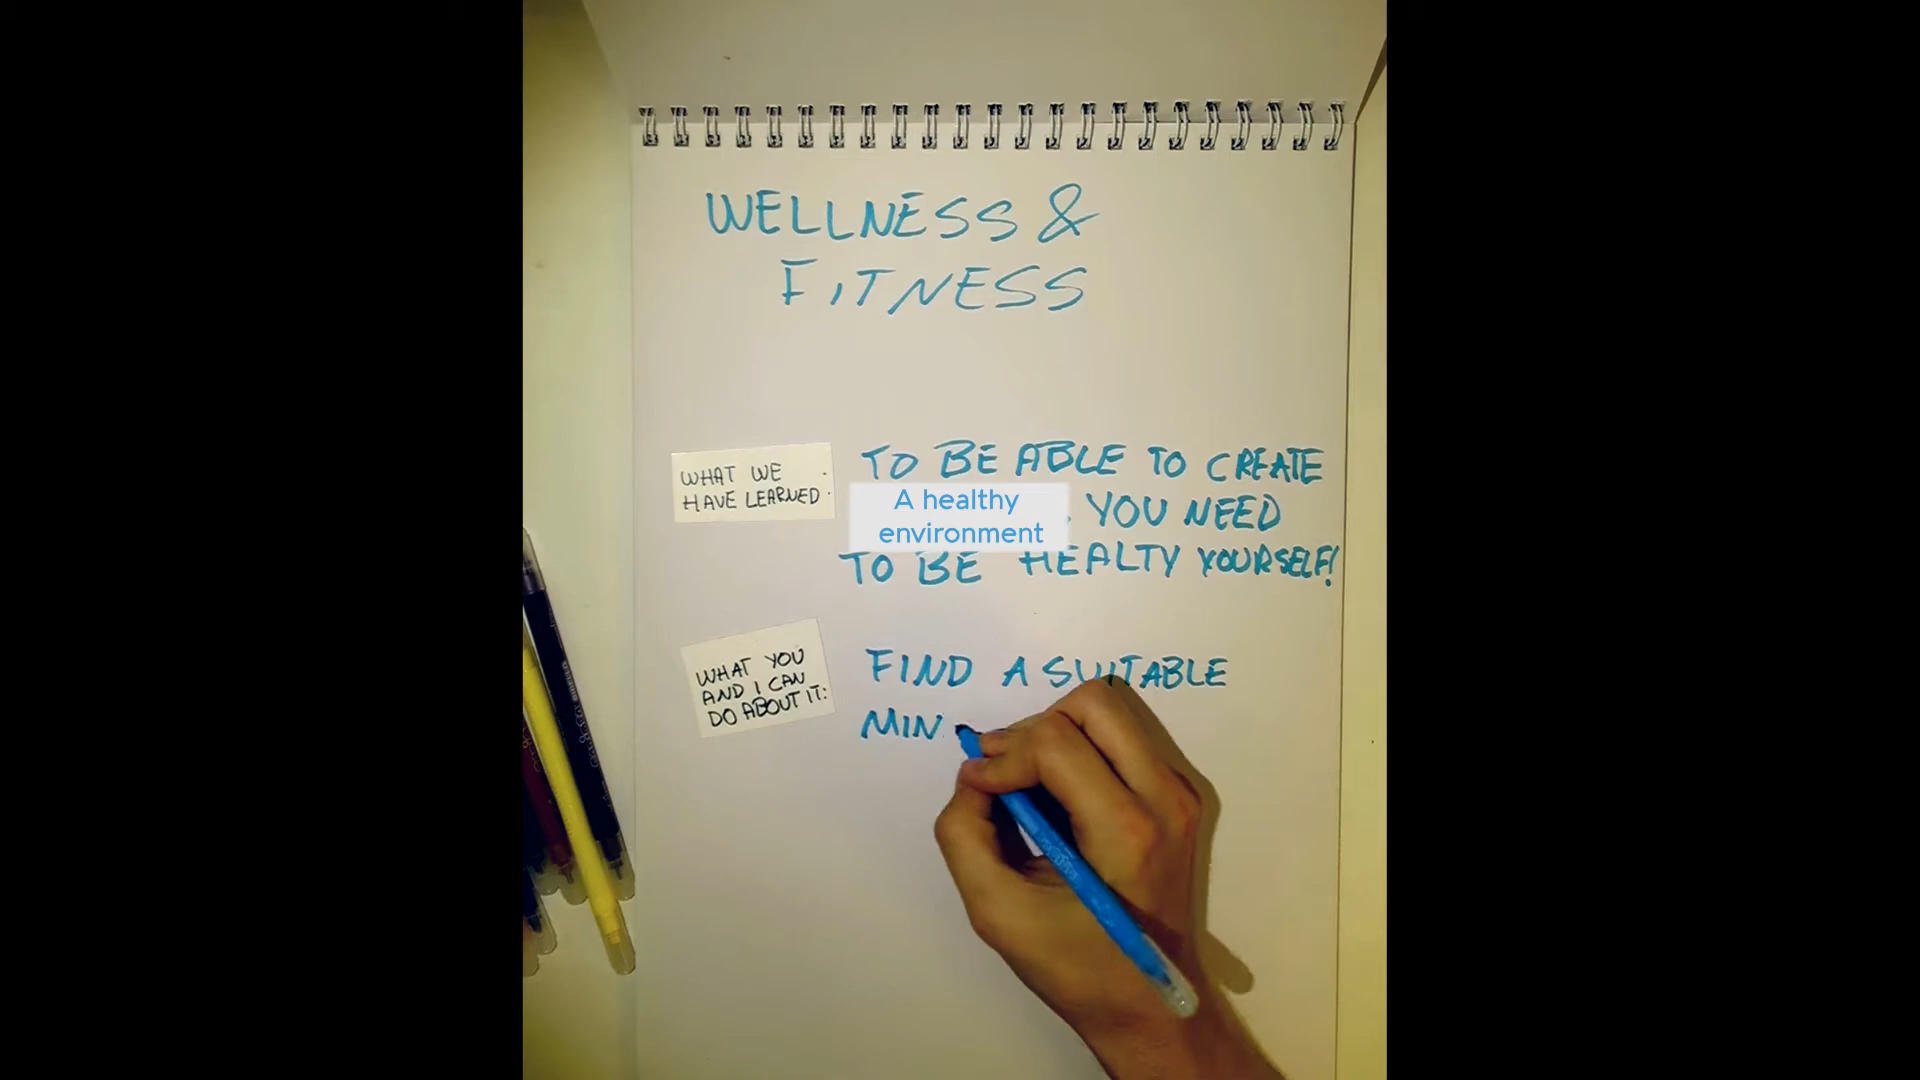 WELLNESS &
FITNESS
WHAT WE
HAVE LEARNED
TO BE ABLE TO CREATE
A healthy
environment
YOU NEED
TO BE HEALTY YOURSELF!
WHAT YOU
AND I CAN
DO ABOUT IT:
FIND A SUITABLE
MIN